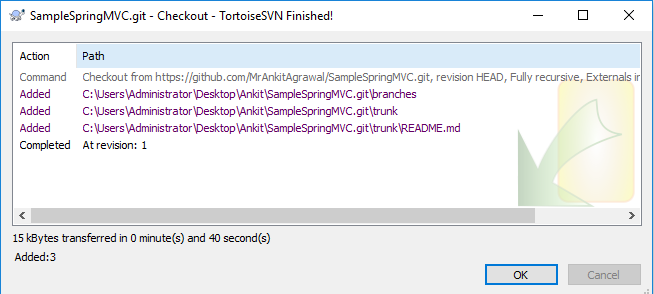 SampleSpringMVC.git - Checkout - TortoiseSVN Finished!
Action Path
Command Checkout from https://github.com/MrAnkitAgrawal/SampleSpringMVC.git, revision HEAD, Fully recursive, Externals
Added C:\Users\Administrator\Desktop\Ankit\SampleSpringMVC.git\branches
Added C:\Users\Administrator\Desktop\Ankit\SampleSpringMVC.git\trunk
Added C:\Users\Administrator\Desktop\Ankit\SampleSpringMVC.git\trunk\README.md
Completed At revision: 1
15 kBytes transferred in 0 minute(s) and 40 second(s)
Added:3
OK Cancel